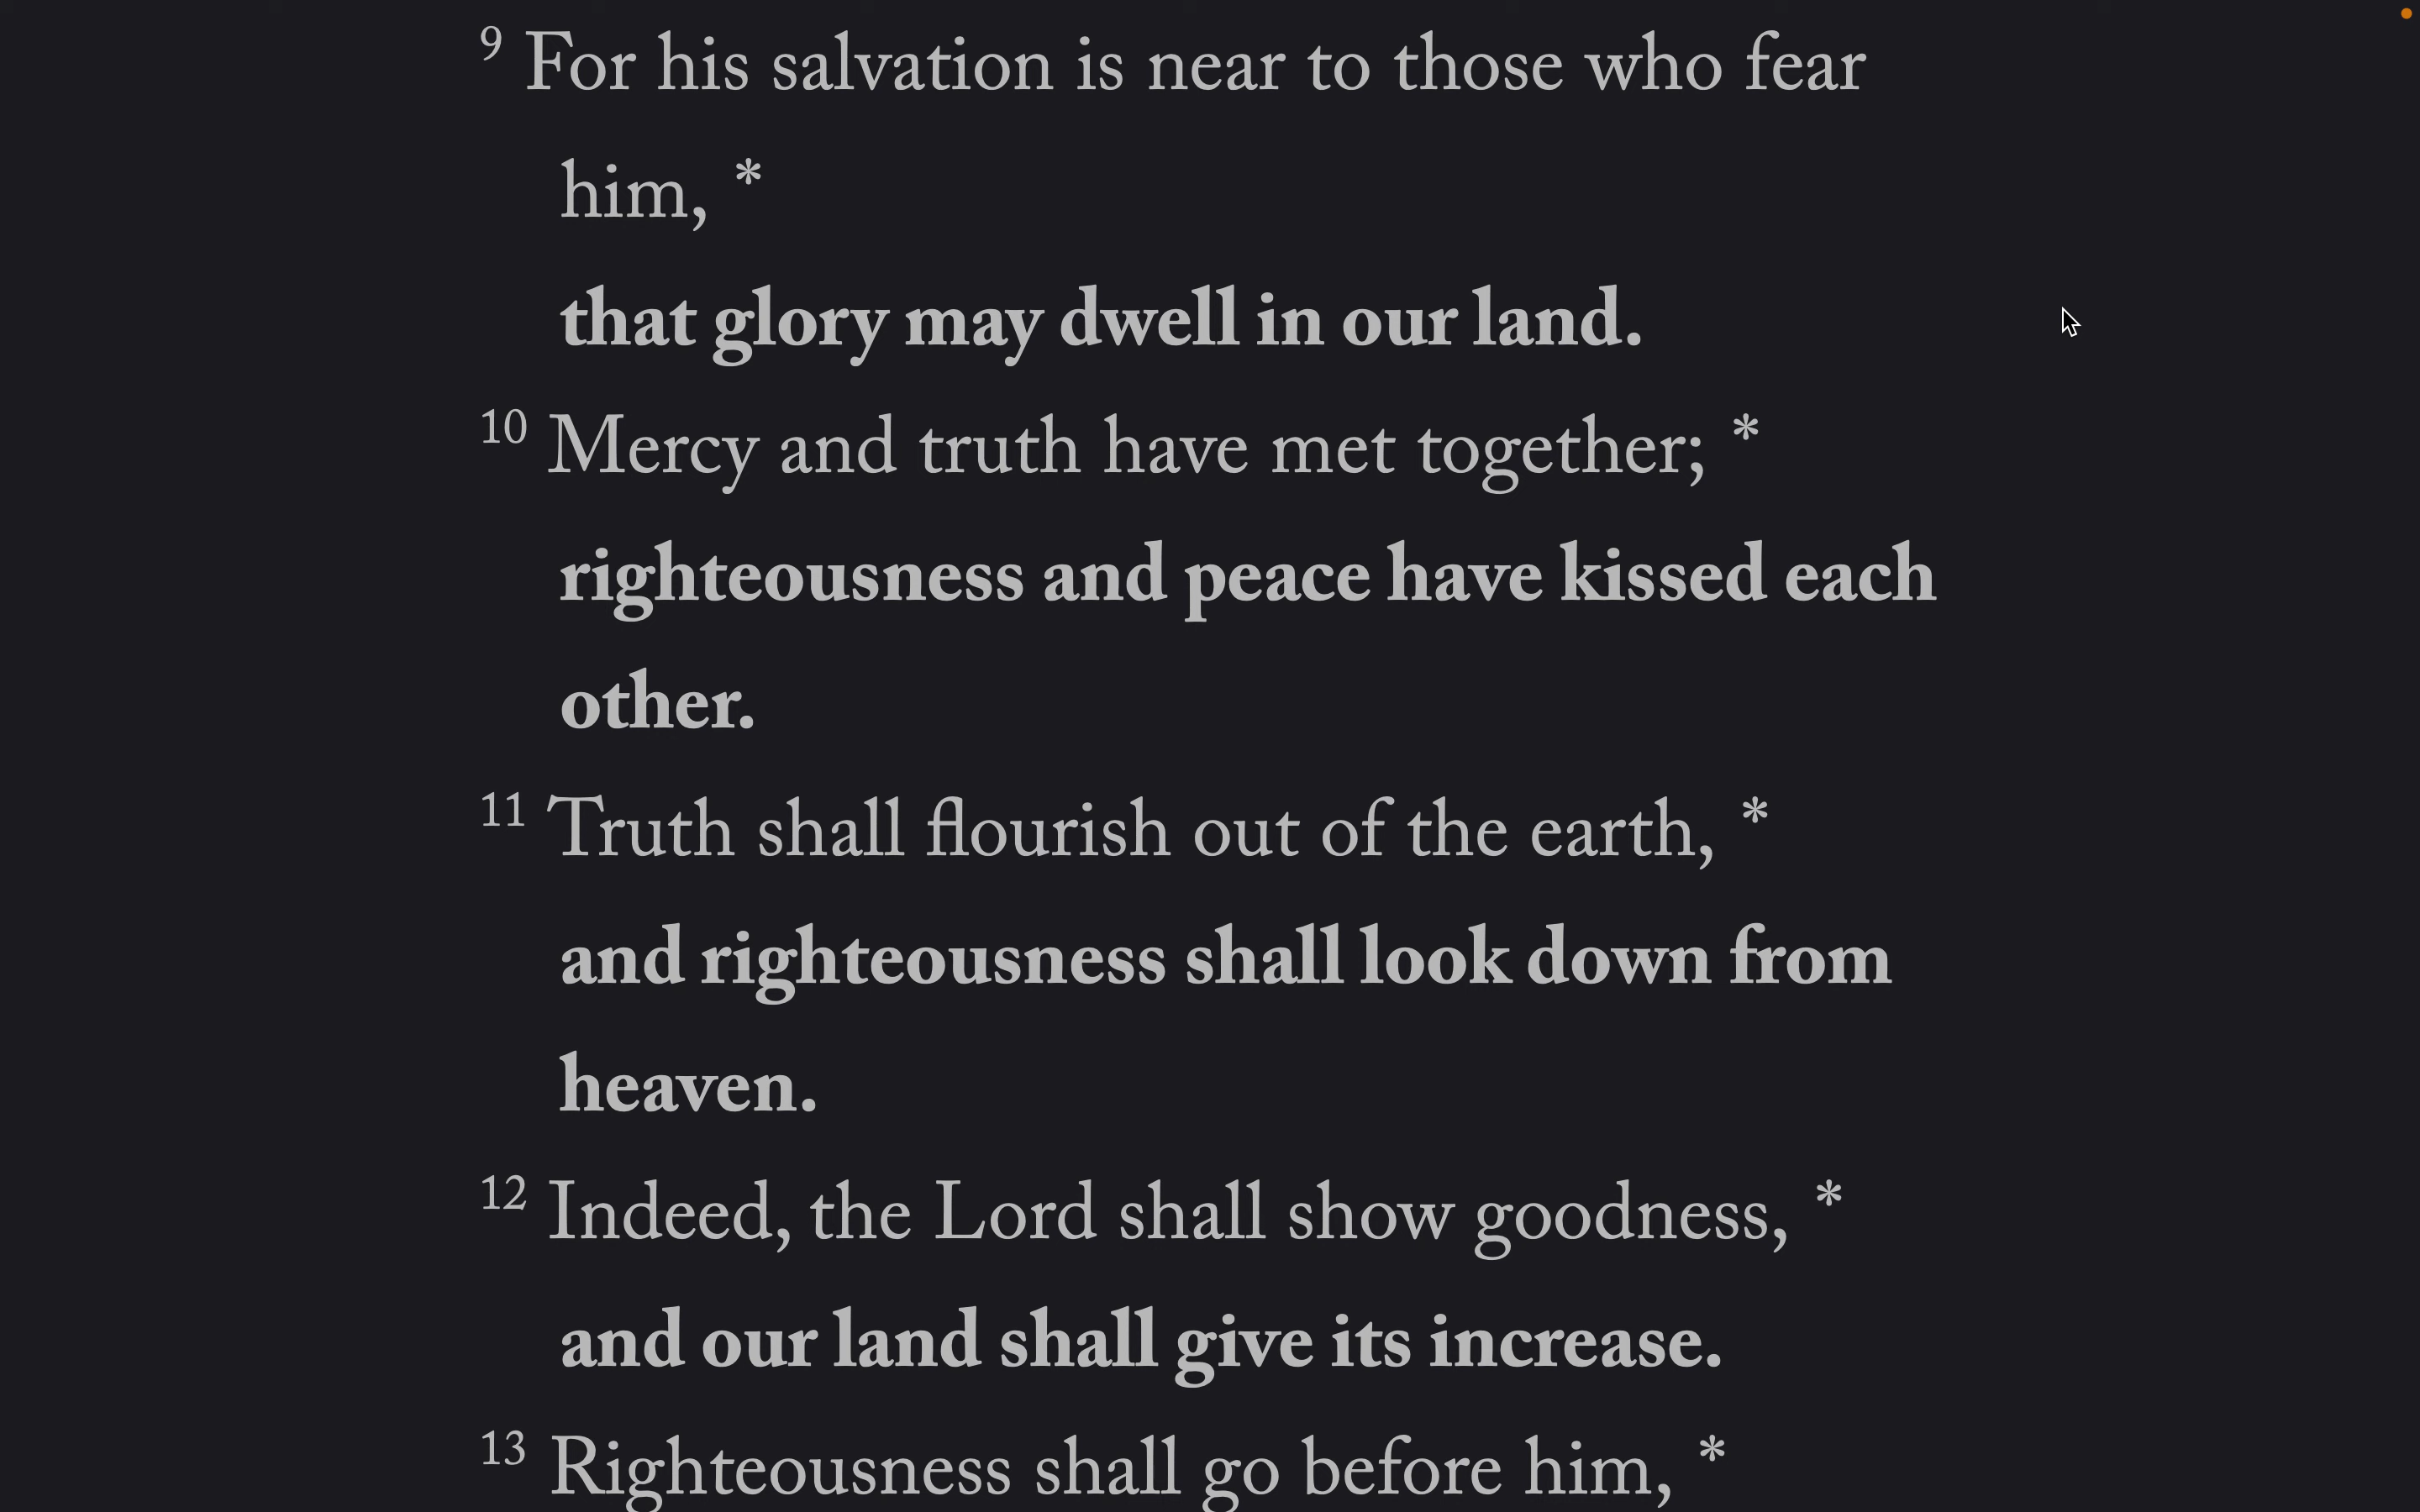 9 For his salvation is near to those who fear
him, *
that glory may dwell in our land.
10 Mercy and truth have met together; *
righteousness and peace have kissed each
other.
11 Truth shall flourish out of the earth, *
and righteousness shall look down from
heaven.
12 Indeed, the Lord shall show goodness, *
and our land shall give its increase.
13 Righteousness shall go before him, *